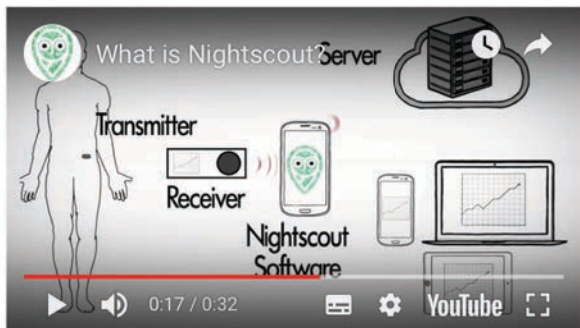 What is Nightscout?
Server
Transmitter
Receiver
Nightscout
Software
0:17 / 0:32
YouTube